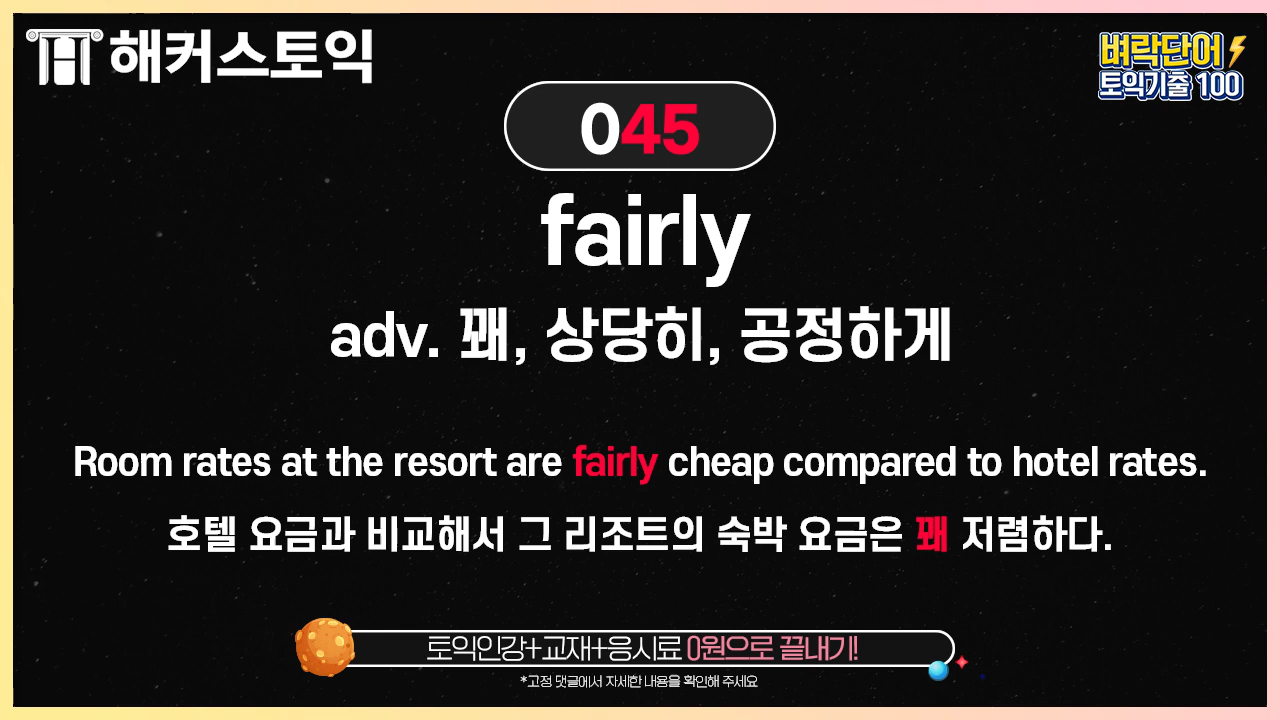 해커스토익
벼락단어
토익기출 100
045
fairly
adv. 꽤, 상당히, 공정하게
Room rates at the resort are fairly cheap compared to hotel rates.
호텔 요금과 비교해서 그 리조트의 숙박 요금은 꽤 저렴하다.
토익인강+교재+응시료 0원으로 끝내기!
*고정 댓글에서 자세한 내용을 확인해 주세요